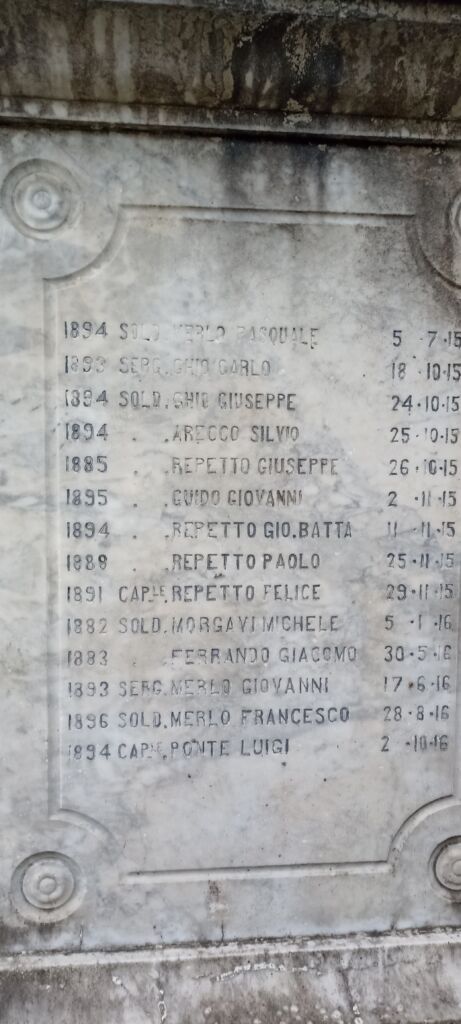 1894 SOLD. MERLO PASQUALE 5 · 7 · 15
1893 SERG. GHIO CARLO 18 · 10 · 15
1894 SOLD. GHIO GIUSEPPE 24 · 10 · 15
1894 . . ARECCO SILVIO 25 · 10 · 15
1885 . . REPETTO GIUSEPPE 26 · 10 · 15
1895 . . GUIDO GIOVANNI 2 · 11 · 15
1894 . . REPETTO GIO. BATTA 11 · 11 · 15
1888 . . REPETTO PAOLO 25 · 11 · 15
1891 CAP.LE REPETTO FELICE 29 · 11 · 15
1882 SOLD. MORGAVI MICHELE 5 · 1 · 16
1883 . . FERRANDO GIACOMO 30 · 5 · 16
1893 SERG. MERLO GIOVANNI 17 · 6 · 16
1896 SOLD. MERLO FRANCESCO 28 · 8 · 16
1894 CAP.LE PONTE LUIGI 2 · 10 · 16